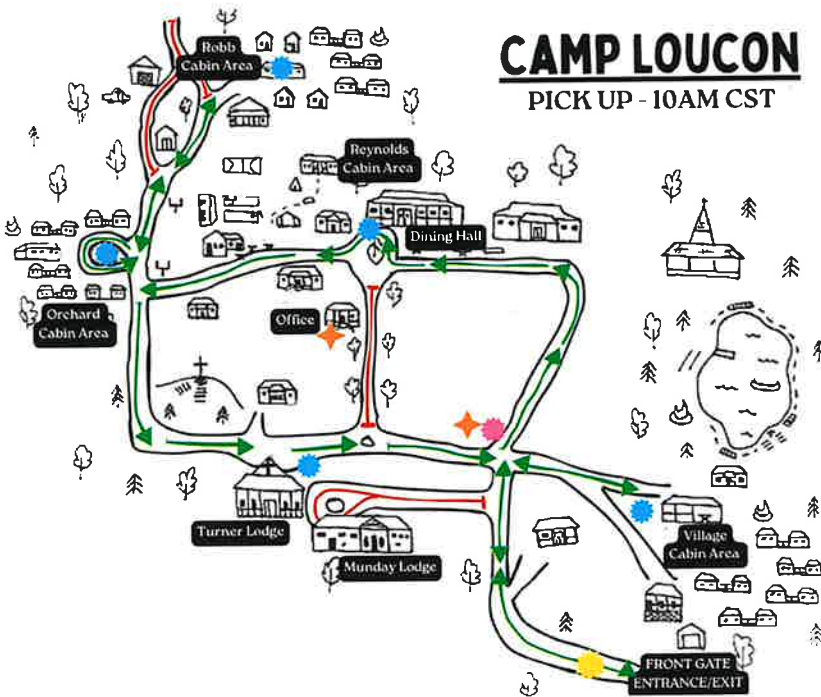 CAMP LOUCON
PICK UP - 10AM CST
Robb
Cabin Area
Reynolds
Cabin Area
Dining Hall
Orchard
Cabin Area
Office
Turner Lodge
Munday Lodge
Village
Cabin Area
FRONT GATE
ENTRANCE/EXIT